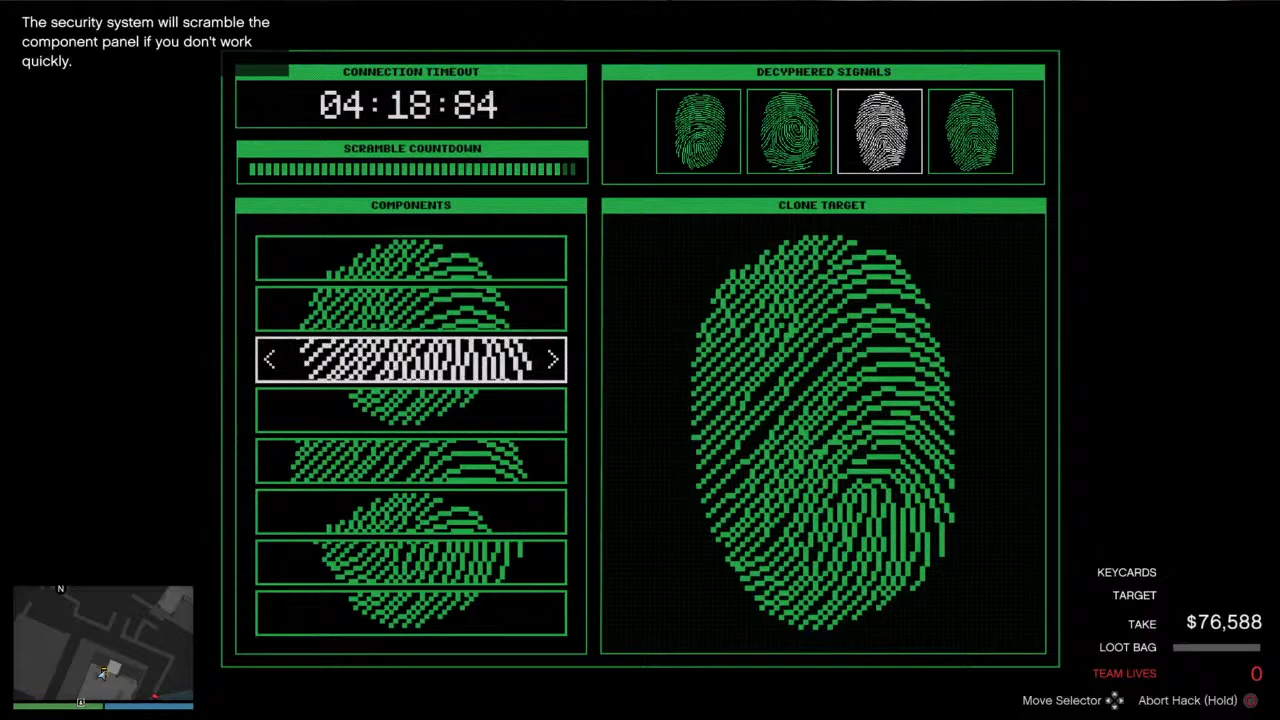 The security system will scramble the
component panel if you don't work
quickly.
CONNECTION TIMEOUT
04:18:84
SCRAMBLE COUNTDOWN
DECYPHERED SIGNALS
COMPONENTS
CLONE TARGET
N
KEYCARDS
TARGET
TAKE $76,588
LOOT BAG
TEAM LIVES 0
Move Selector Abort Hack (Hold)